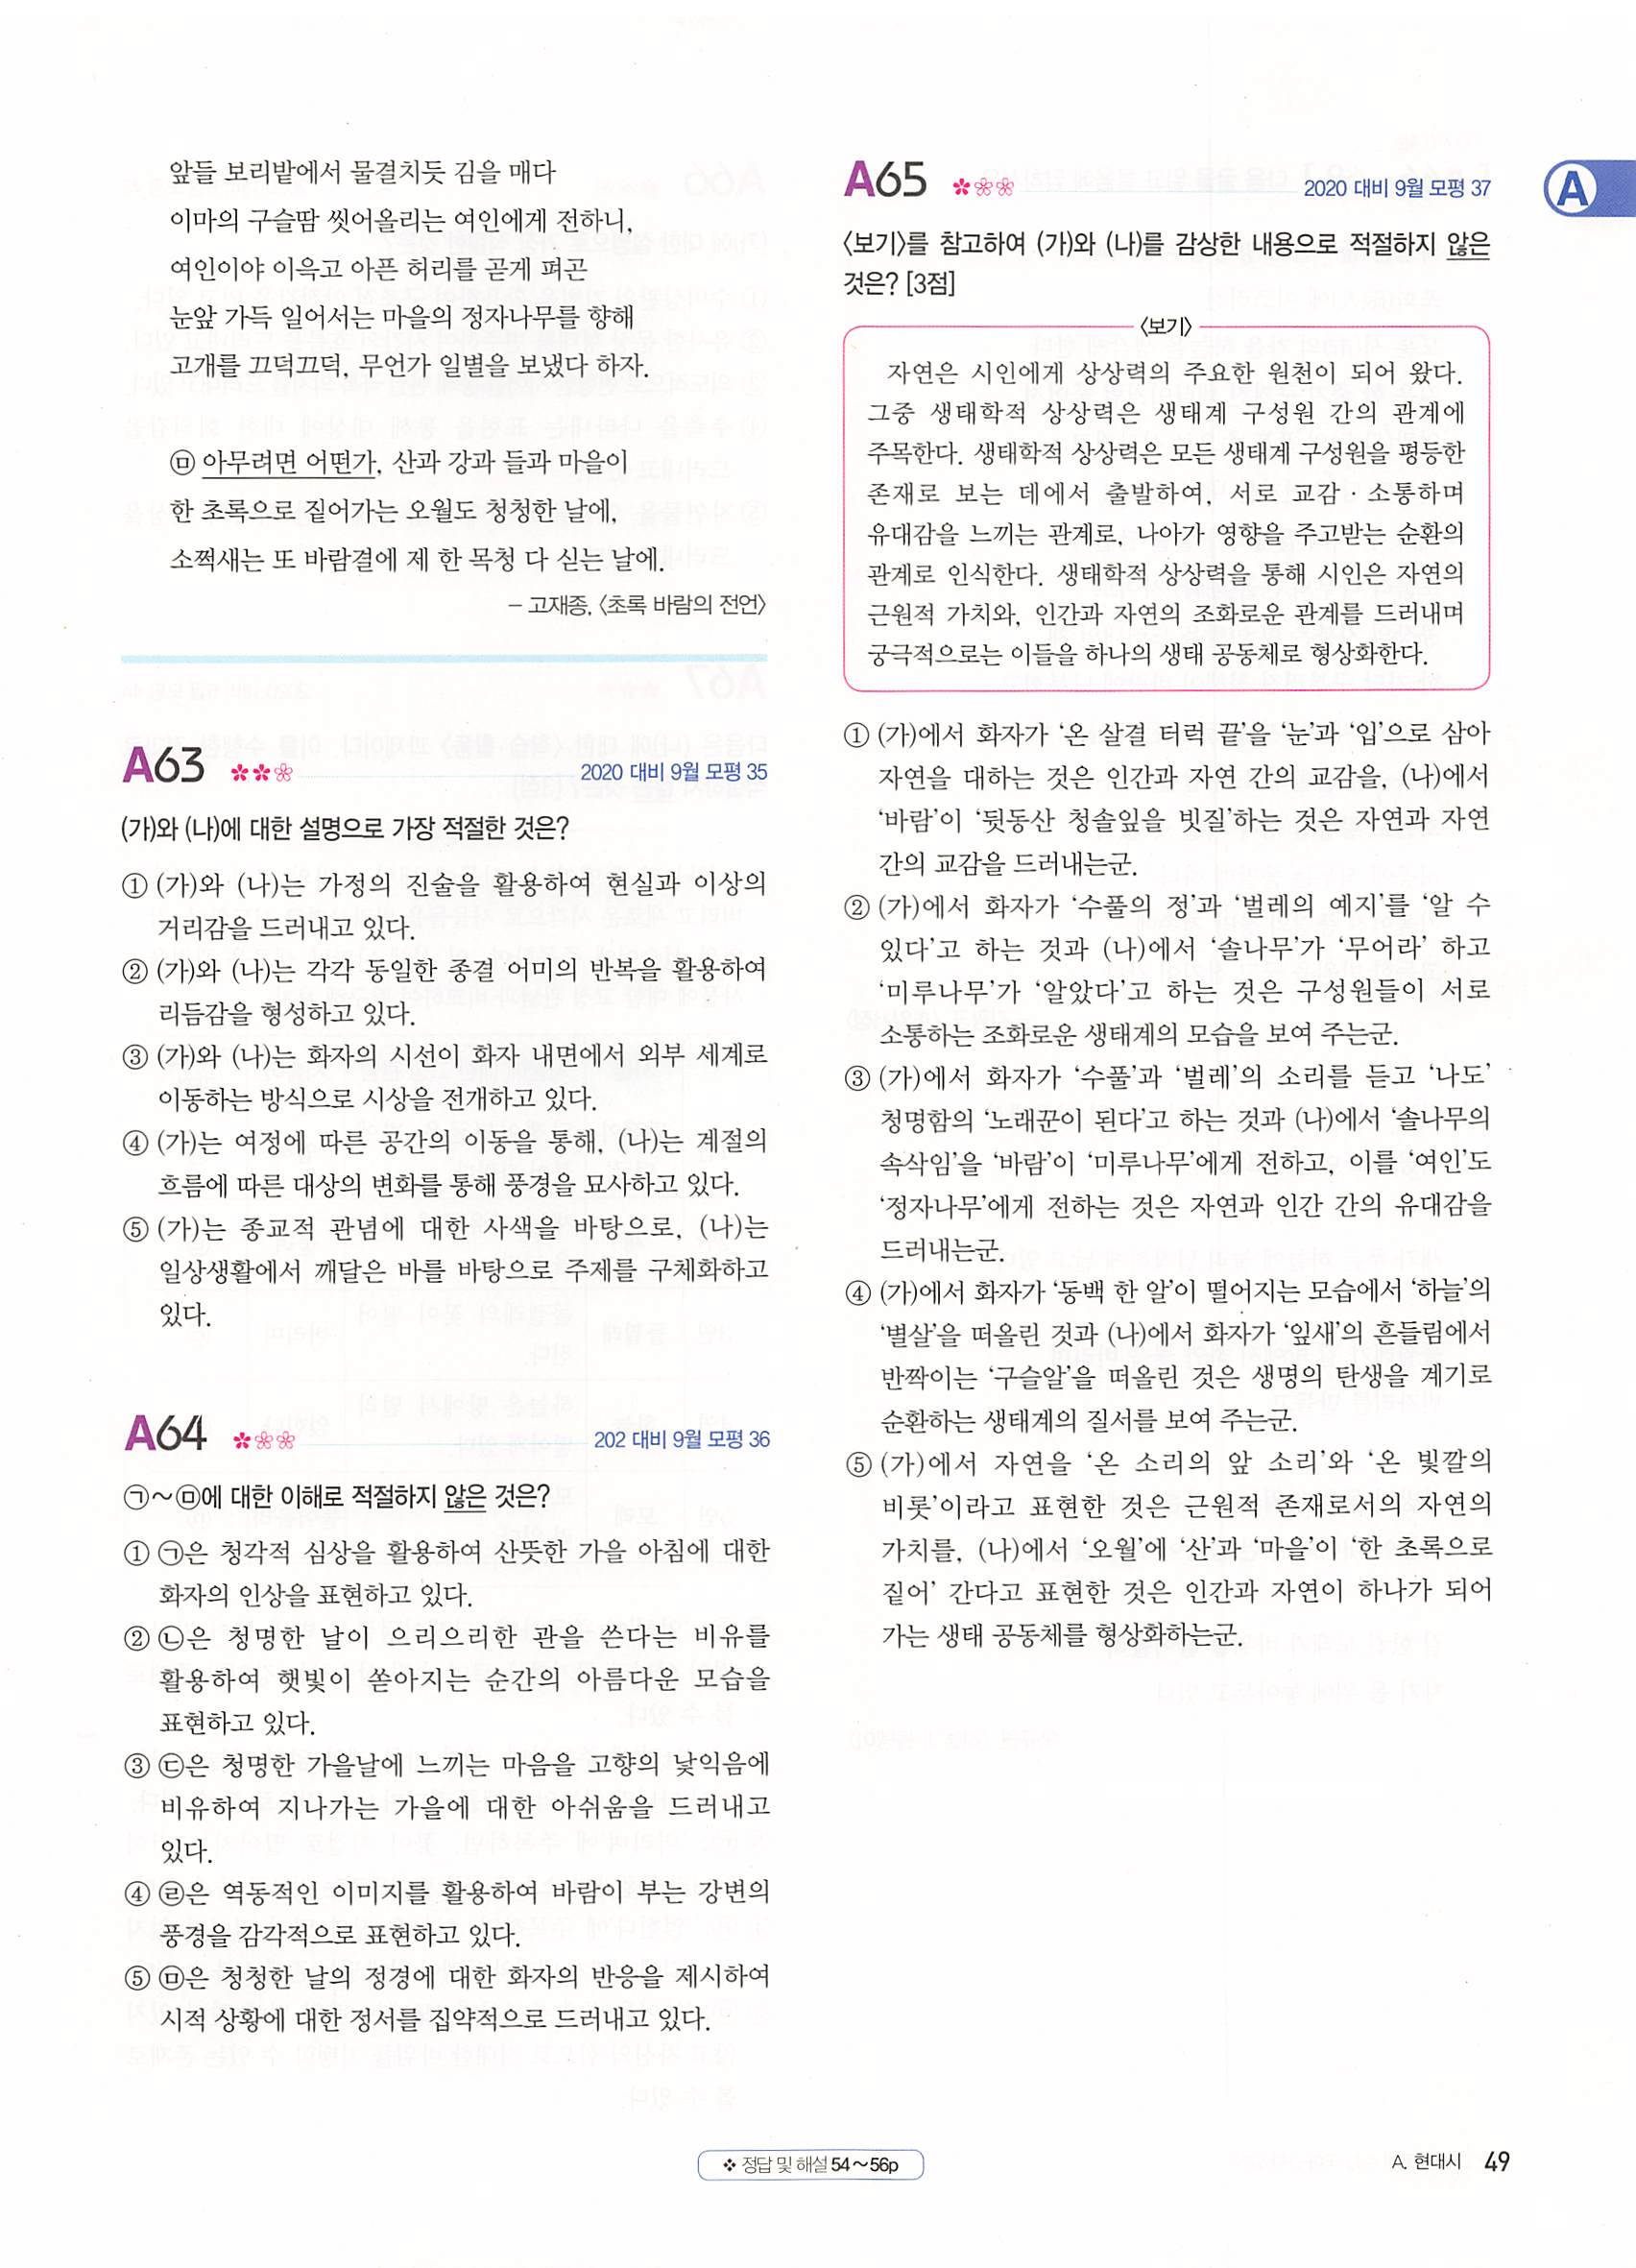 앞들 보리밭에서 물결치듯 김을 매다
이마의 구슬땀 씻어올리는 여인에게 전하니,
여인이야 이윽고 아픈 허리를 곧게 펴곤
눈앞 가득 일어서는 마을의 정자나무를 향해
고개를 끄덕끄덕, 무언가 일별을 보냈다 하자.
㉤ 아무려면 어떤가, 산과 강과 들과 마을이
한 초록으로 짙어가는 오월도 청청한 날에,
소쩍새는 또 바람결에 제 한 목청 다 싣는 날에.
– 고재종, 〈초록 바람의 전언〉
A63 2020 대비 9월 모평 35
(가)와 (나)에 대한 설명으로 가장 적절한 것은?
① (가)와 (나)는 가정의 진술을 활용하여 현실과 이상의
거리감을 드러내고 있다.
② (가)와 (나)는 각각 동일한 종결 어미의 반복을 활용하여
리듬감을 형성하고 있다.
③ (가)와 (나)는 화자의 시선이 화자 내면에서 외부 세계로
이동하는 방식으로 시상을 전개하고 있다.
④ (가)는 여정에 따른 공간의 이동을 통해, (나)는 계절의
흐름에 따른 대상의 변화를 통해 풍경을 묘사하고 있다.
⑤ (가)는 종교적 관념에 대한 사색을 바탕으로, (나)는
일상생활에서 깨달은 바를 바탕으로 주제를 구체화하고
있다.
A64 202 대비 9월 모평 36
㉠~㉤에 대한 이해로 적절하지 않은 것은?
① ㉠은 청각적 심상을 활용하여 산뜻한 가을 아침에 대한
화자의 인상을 표현하고 있다.
② ㉡은 청명한 날이 으리으리한 관을 쓴다는 비유를
활용하여 햇빛이 쏟아지는 순간의 아름다운 모습을
표현하고 있다.
③ ㉢은 청명한 가을날에 느끼는 마음을 고향의 낯익음에
비유하여 지나가는 가을에 대한 아쉬움을 드러내고
있다.
④ ㉣은 역동적인 이미지를 활용하여 바람이 부는 강변의
풍경을 감각적으로 표현하고 있다.
⑤ ㉤은 청청한 날의 정경에 대한 화자의 반응을 제시하여
시적 상황에 대한 정서를 집약적으로 드러내고 있다.
A65 2020 대비 9월 모평 37
〈보기〉를 참고하여 (가)와 (나)를 감상한 내용으로 적절하지 않은
것은? [3점]
〈보기〉
자연은 시인에게 상상력의 주요한 원천이 되어 왔다.
그중 생태학적 상상력은 생태계 구성원 간의 관계에
주목한다. 생태학적 상상력은 모든 생태계 구성원을 평등한
존재로 보는 데에서 출발하여, 서로 교감·소통하며
유대감을 느끼는 관계로, 나아가 영향을 주고받는 순환의
관계로 인식한다. 생태학적 상상력을 통해 시인은 자연의
근원적 가치와, 인간과 자연의 조화로운 관계를 드러내며
궁극적으로는 이들을 하나의 생태 공동체로 형상화한다.
① (가)에서 화자가 ‘온 살결 터럭 끝’을 ‘눈’과 ‘입’으로 삼아
자연을 대하는 것은 인간과 자연 간의 교감을, (나)에서
‘바람’이 ‘뒷동산 청솔잎을 빗질’하는 것은 자연과 자연
간의 교감을 드러내는군.
② (가)에서 화자가 ‘수풀의 정’과 ‘벌레의 예지’를 ‘알 수
있다’고 하는 것과 (나)에서 ‘솔나무’가 ‘무어라’ 하고
‘미루나무’가 ‘알았다’고 하는 것은 구성원들이 서로
소통하는 조화로운 생태계의 모습을 보여 주는군.
③ (가)에서 화자가 ‘수풀’과 ‘벌레’의 소리를 듣고 ‘나도’
청명함의 ‘노래꾼이 된다’고 하는 것과 (나)에서 ‘솔나무의
속삭임’을 ‘바람’이 ‘미루나무’에게 전하고, 이를 ‘여인’도
‘정자나무’에게 전하는 것은 자연과 인간 간의 유대감을
드러내는군.
④ (가)에서 화자가 ‘동백 한 알’이 떨어지는 모습에서 ‘하늘’의
‘별살’을 떠올린 것과 (나)에서 화자가 ‘잎새’의 흔들림에서
반짝이는 ‘구슬알’을 떠올린 것은 생명의 탄생을 계기로
순환하는 생태계의 질서를 보여 주는군.
⑤ (가)에서 자연을 ‘온 소리의 앞 소리’와 ‘온 빛깔의
비롯’이라고 표현한 것은 근원적 존재로서의 자연의
가치를, (나)에서 ‘오월’에 ‘산’과 ‘마을’이 ‘한 초록으로
짙어’ 간다고 표현한 것은 인간과 자연이 하나가 되어
가는 생태 공동체를 형상화하는군.
A
❖ 정답 및 해설 54~56p
A. 현대시 49